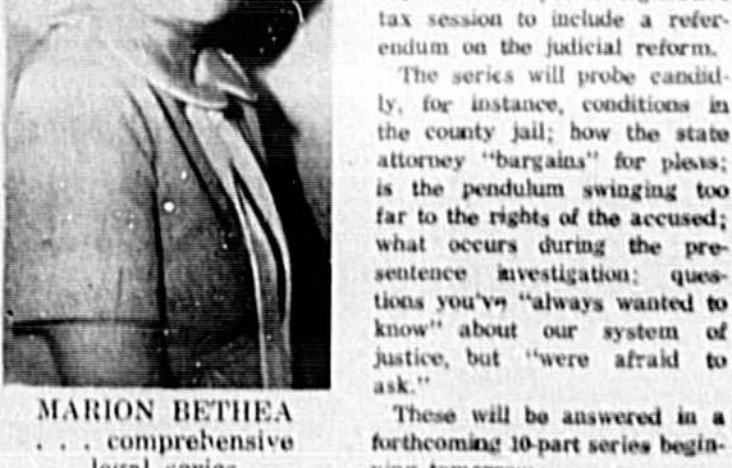 tax session to include a refer-
endum on the judicial reform.
The series will probe candid-
ly, for instance, conditions in
the county jail; how the state
attorney "bargains" for pleas;
is the pendulum swinging too
far to the rights of the accused;
what occurs during the pre-
sentence investigation; ques-
tions you've "always wanted to
know" about our system of
justice, but "were afraid to
ask."
These will be answered in a
forthcoming 10-part series begin-
MARION BETHEA
. . . comprehensive
legal series